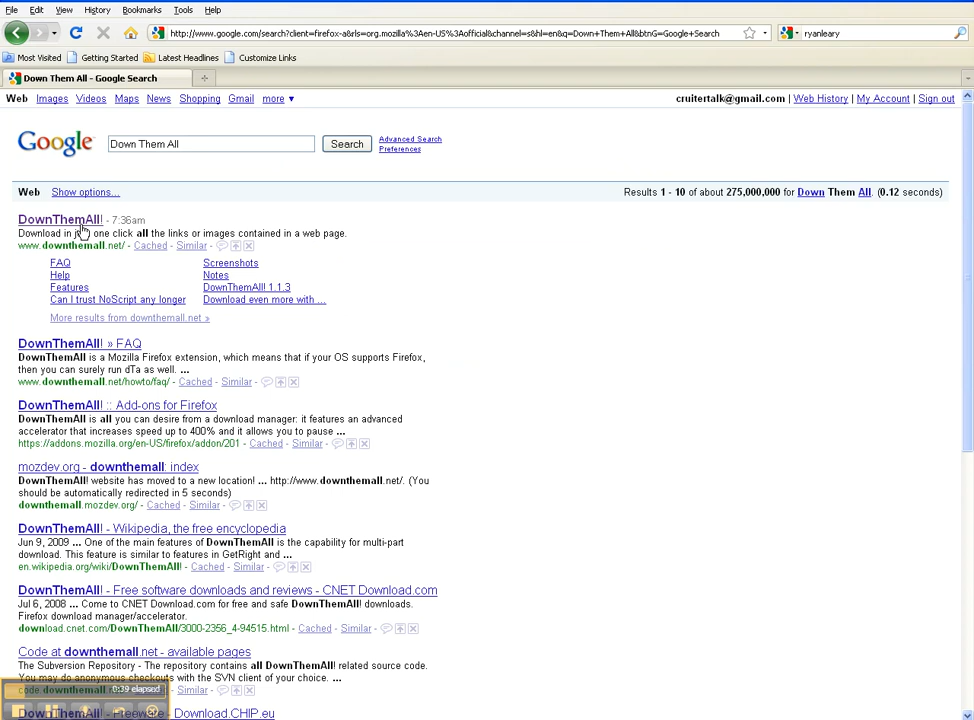 File Edit View History Bookmarks Tools Help
http://www.google.com/search?client=firefox-a&rls=org.mozilla%3Aen-US%3Aofficial&channel=s&hl=en&q=Down+Them+All&btnG=Google+Search ryanleary
Most Visited Getting Started Latest Headlines Customize Links
Down Them All - Google Search
Web Images Videos Maps News Shopping Gmail more ▼ cruitertalk@gmail.com | Web History | My Account | Sign out
Google Down Them All Search Advanced Search
Preferences
Web Show options... Results 1 - 10 of about 275,000,000 for Down Them All. (0.12 seconds)
DownThemAll! - 7:36am
Download in one click all the links or images contained in a web page.
www.downthemall.net/ - Cached - Similar -
FAQ Screenshots
Help Notes
Features DownThemAll! 1.1.3
Can I trust NoScript any longer Download even more with ...
More results from downthemall.net »
DownThemAll! » FAQ
DownThemAll is a Mozilla Firefox extension, which means that if your OS supports Firefox,
then you can surely run dTa as well. ...
www.downthemall.net/howto/faq/ - Cached - Similar -
DownThemAll! :: Add-ons for Firefox
DownThemAll is all you can desire from a download manager: it features an advanced
accelerator that increases speed up to 400% and it allows you to pause ...
https://addons.mozilla.org/en-US/firefox/addon/201 - Cached - Similar -
mozdev.org - downthemall: index
DownThemAll! website has moved to a new location! ... http://www.downthemall.net/. (You
should be automatically redirected in 5 seconds)
downthemall.mozdev.org/ - Cached - Similar -
DownThemAll! - Wikipedia, the free encyclopedia
Jun 9, 2009 ... One of the main features of DownThemAll! is the capability for multi-part
download. This feature is similar to features in GetRight and ...
en.wikipedia.org/wiki/DownThemAll! - Cached - Similar -
DownThemAll! - Free software downloads and reviews - CNET Download.com
Jul 6, 2008 ... Come to CNET Download.com for free and safe DownThemAll! downloads.
Firefox download manager/accelerator.
download.cnet.com/DownThemAll/3000-2356_4-94515.html - Cached - Similar -
Code at downthemall.net - available pages
The Subversion Repository - The repository contains all DownThemAll! related source code.
You may do anonymous checkouts with the SVN client of your choice. ...
code.downthemall. Similar -
0:39 elapsed
DownThemAll! - Freeware - Download.CHIP.eu